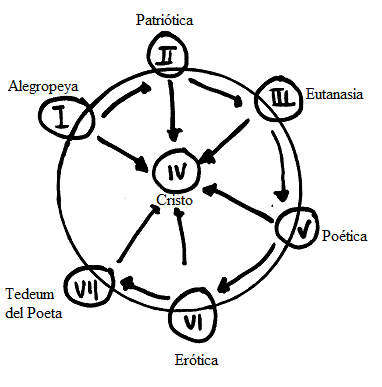 Patriótica
II
Alegropeya
I
III
Eutanasia
IV
Cristo
V
Poética
VII
Tedeum
del Poeta
VI
Erótica